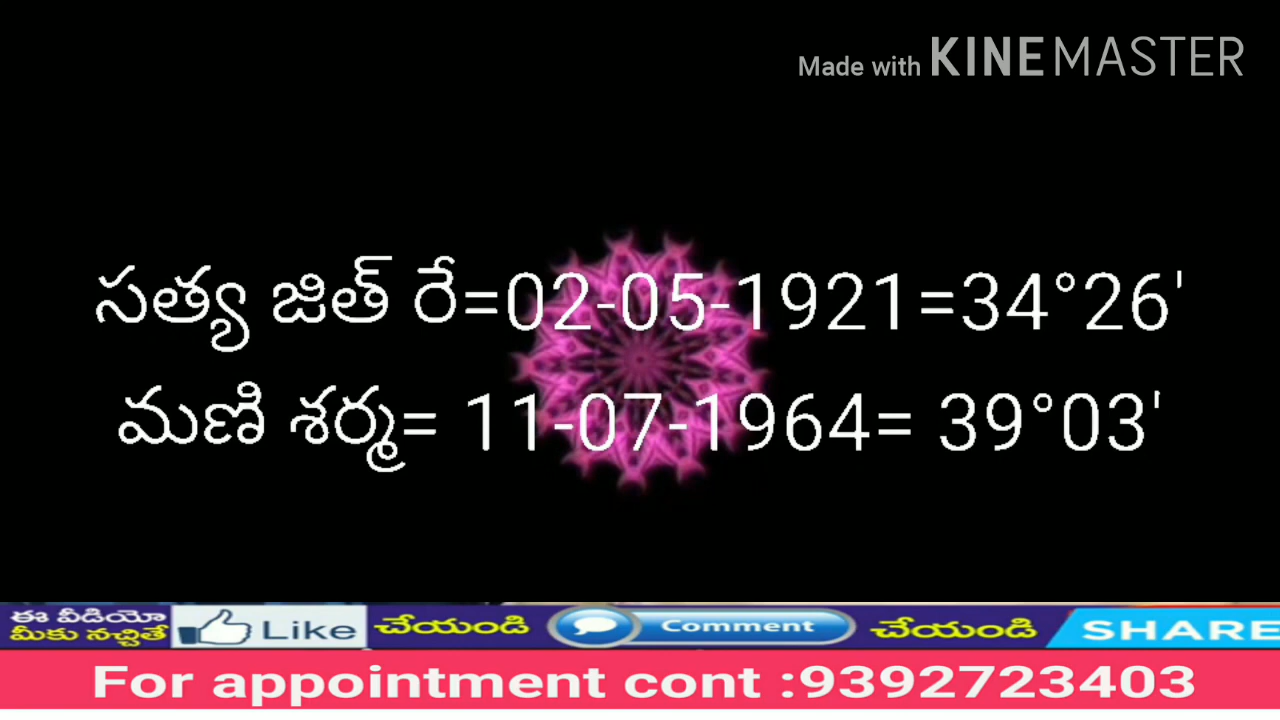 Made with KINEMASTER
సత్య జిత్ రే=02-05-1921=34°26'
మణి శర్మ= 11-07-1964= 39°03'
ఈ వీడియో
మీకు నచ్చితే Like చేయండి Comment చేయండి SHARE
For appointment cont :9392723403